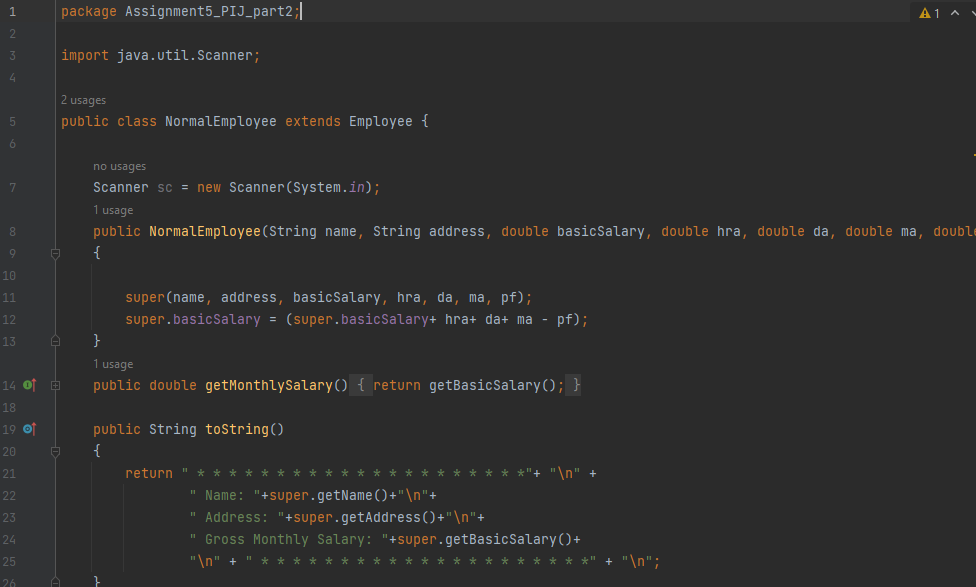 1 package Assignment5_PIJ_part2;
1
2
3 import java.util.Scanner;
4
2 usages
5 public class NormalEmployee extends Employee {
6
no usages
7 Scanner sc = new Scanner(System.in);
1 usage
8 public NormalEmployee(String name, String address, double basicSalary, double hra, double da, double ma, double
9 {
10
11 super(name, address, basicSalary, hra, da, ma, pf);
12 super.basicSalary = (super.basicSalary+ hra+ da+ ma - pf);
13 }
1 usage
14 public double getMonthlySalary() { return getBasicSalary(); }
18
19 public String toString()
20 {
21 return " * * * * * * * * * * * * * * * * * * * * *"+ "\n" +
22 " Name: "+super.getName()+"\n"+
23 " Address: "+super.getAddress()+"\n"+
24 " Gross Monthly Salary: "+super.getBasicSalary()+
25 "\n" + " * * * * * * * * * * * * * * * * * * * * *" + "\n";
26 }